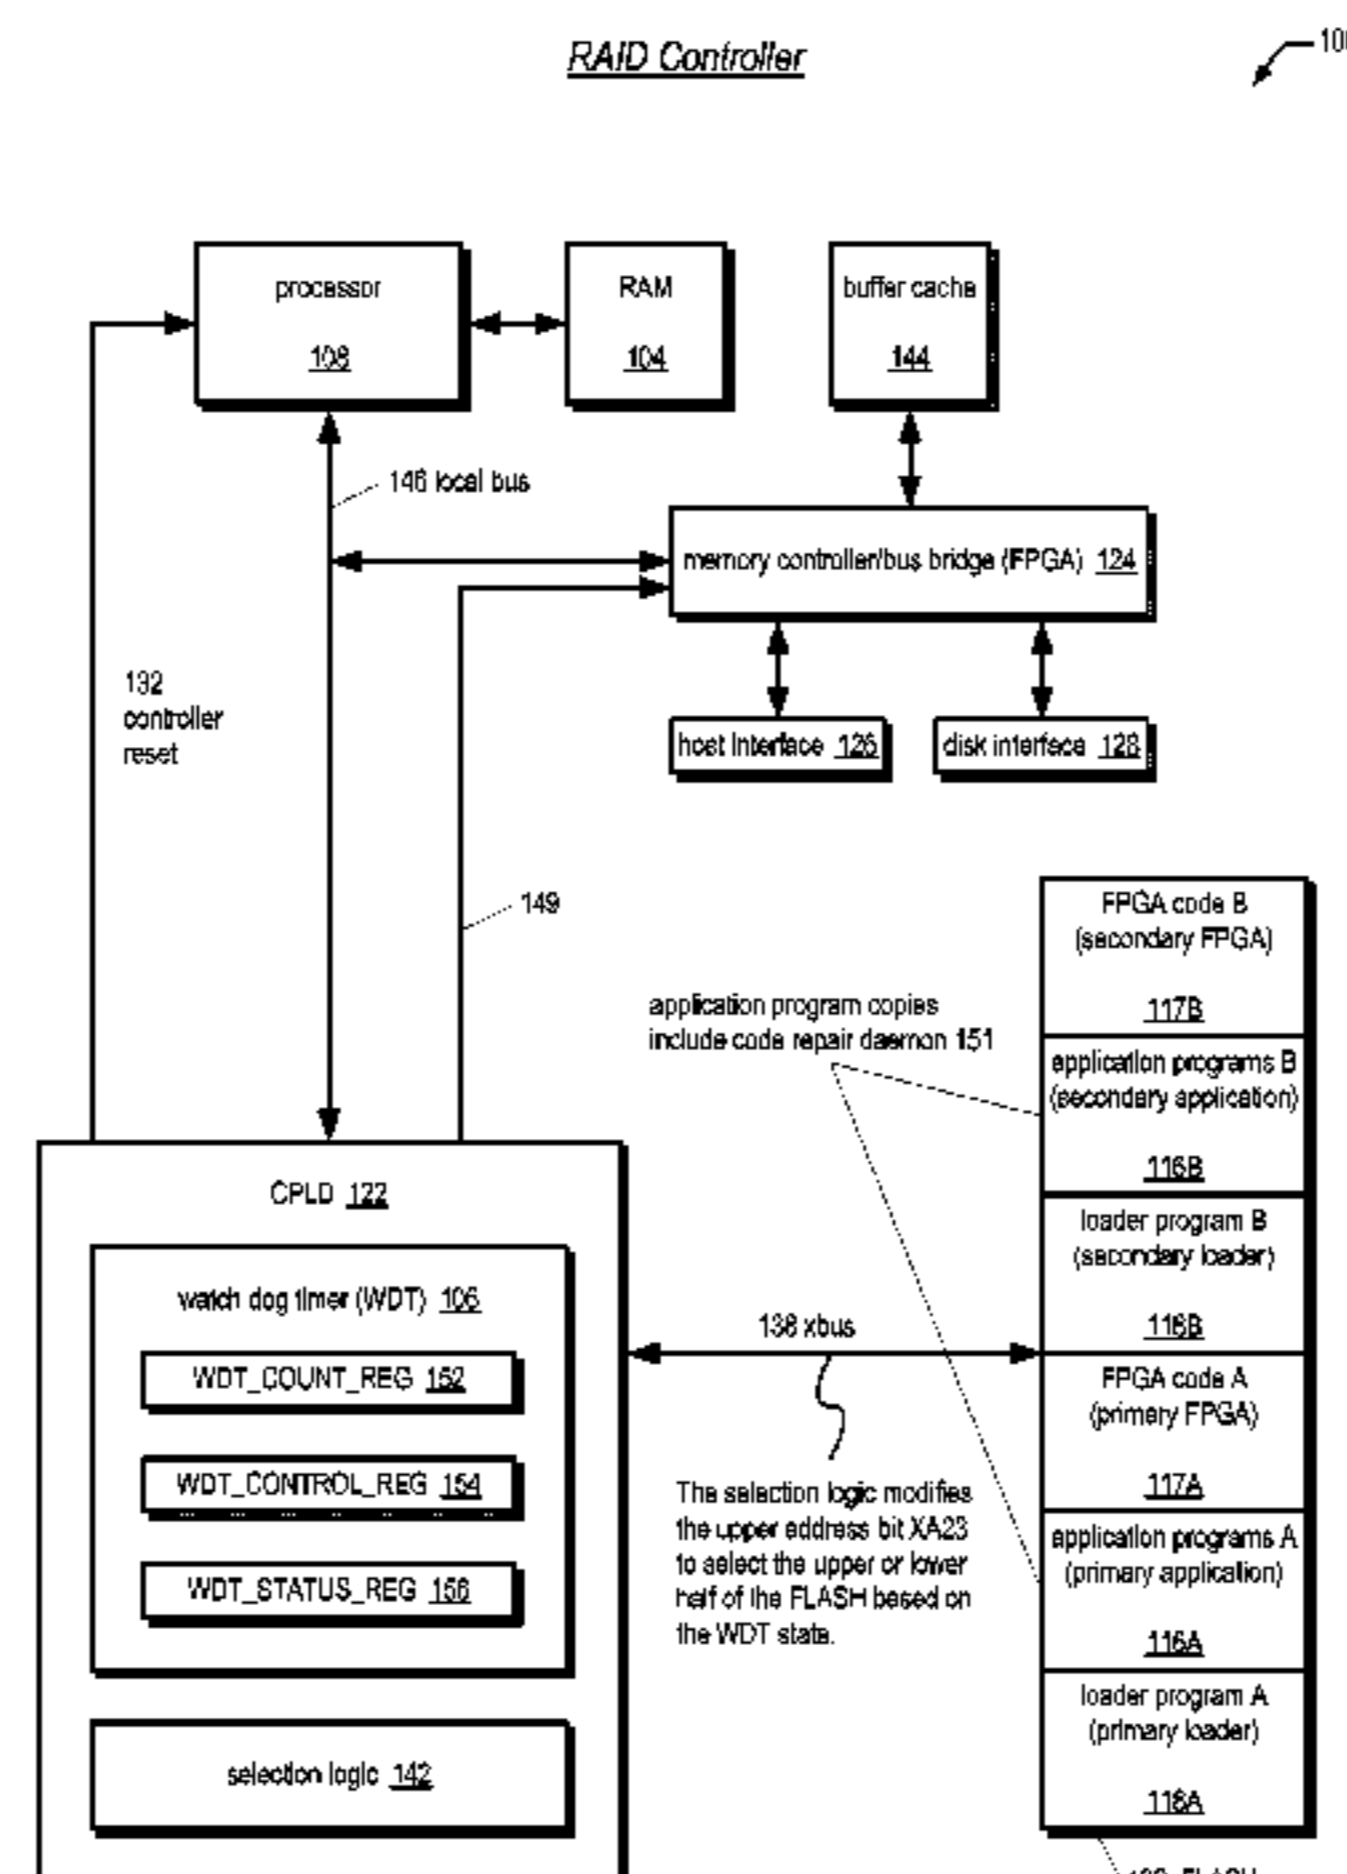 RAID Controller
processor
108
RAM
104
buffer cache
144
146 local bus
memory controller/bus bridge (FPGA) 124
132
controller
reset
host interface 126
disk interface 128
149
FPGA code B
(secondary FPGA)
117B
application program copies
include code repair daemon 151
application programs B
(secondary application)
116B
CPLD 122
loader program B
(secondary loader)
118B
watch dog timer (WDT) 106
138 xbus
WDT_COUNT_REG 152
FPGA code A
(primary FPGA)
117A
WDT_CONTROL_REG 154
The selection logic modifies
the upper address bit XA23
to select the upper or lower
half of the FLASH based on
the WDT state.
application programs A
(primary application)
116A
WDT_STATUS_REG 156
loader program A
(primary loader)
118A
selection logic 142